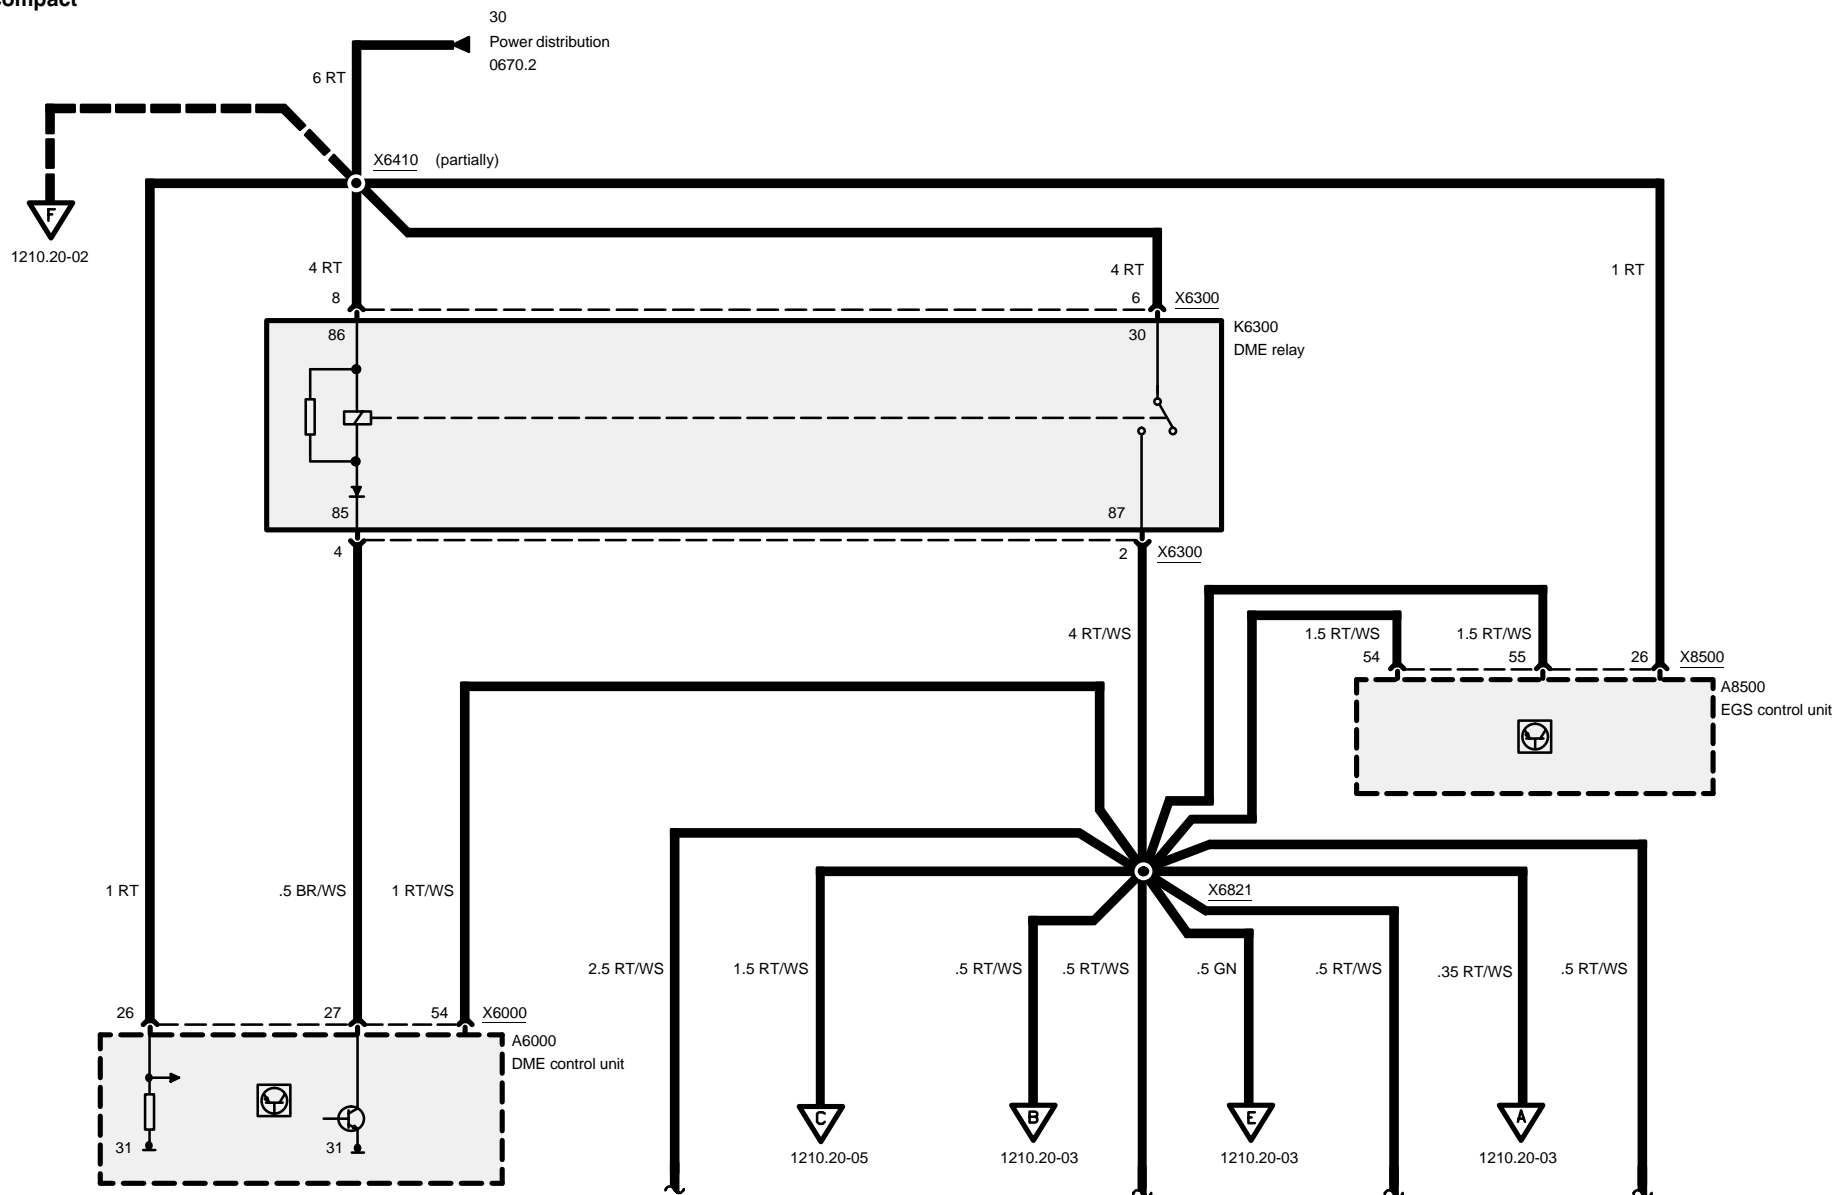 compact
30
Power distribution
0670.2
6 RT
X6410 (partially)
F
1210.20-02
4 RT
4 RT
1 RT
8
6
X6300
86
30
K6300
DME relay
85
87
4
2
X6300
4 RT/WS
1.5 RT/WS
1.5 RT/WS
54
55
26
X8500
A8500
EGS control unit
1 RT
.5 BR/WS
1 RT/WS
X6821
2.5 RT/WS
1.5 RT/WS
.5 RT/WS
.5 RT/WS
.5 GN
.5 RT/WS
.35 RT/WS
.5 RT/WS
26
27
54
X6000
A6000
DME control unit
31
31
C
B
E
A
1210.20-05
1210.20-03
1210.20-03
1210.20-03